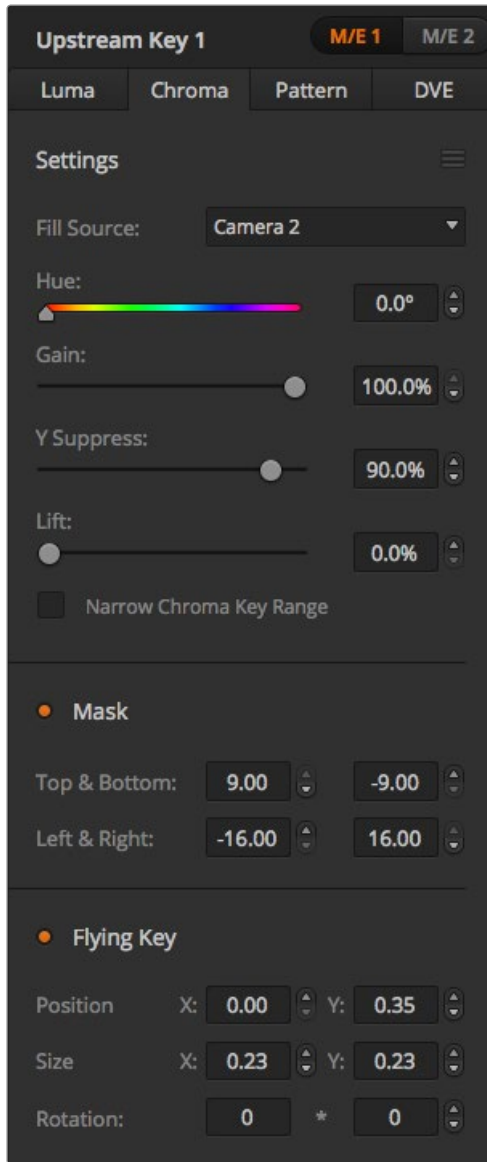 Upstream Key 1 M/E 1 M/E 2
Luma Chroma Pattern DVE
Settings
Fill Source: Camera 2
Hue:
0.0°
Gain:
100.0%
Y Suppress:
90.0%
Lift:
0.0%
Narrow Chroma Key Range
Mask
Top & Bottom: 9.00 -9.00
Left & Right: -16.00 16.00
Flying Key
Position X: 0.00 Y: 0.35
Size X: 0.23 Y: 0.23
Rotation: 0 * 0